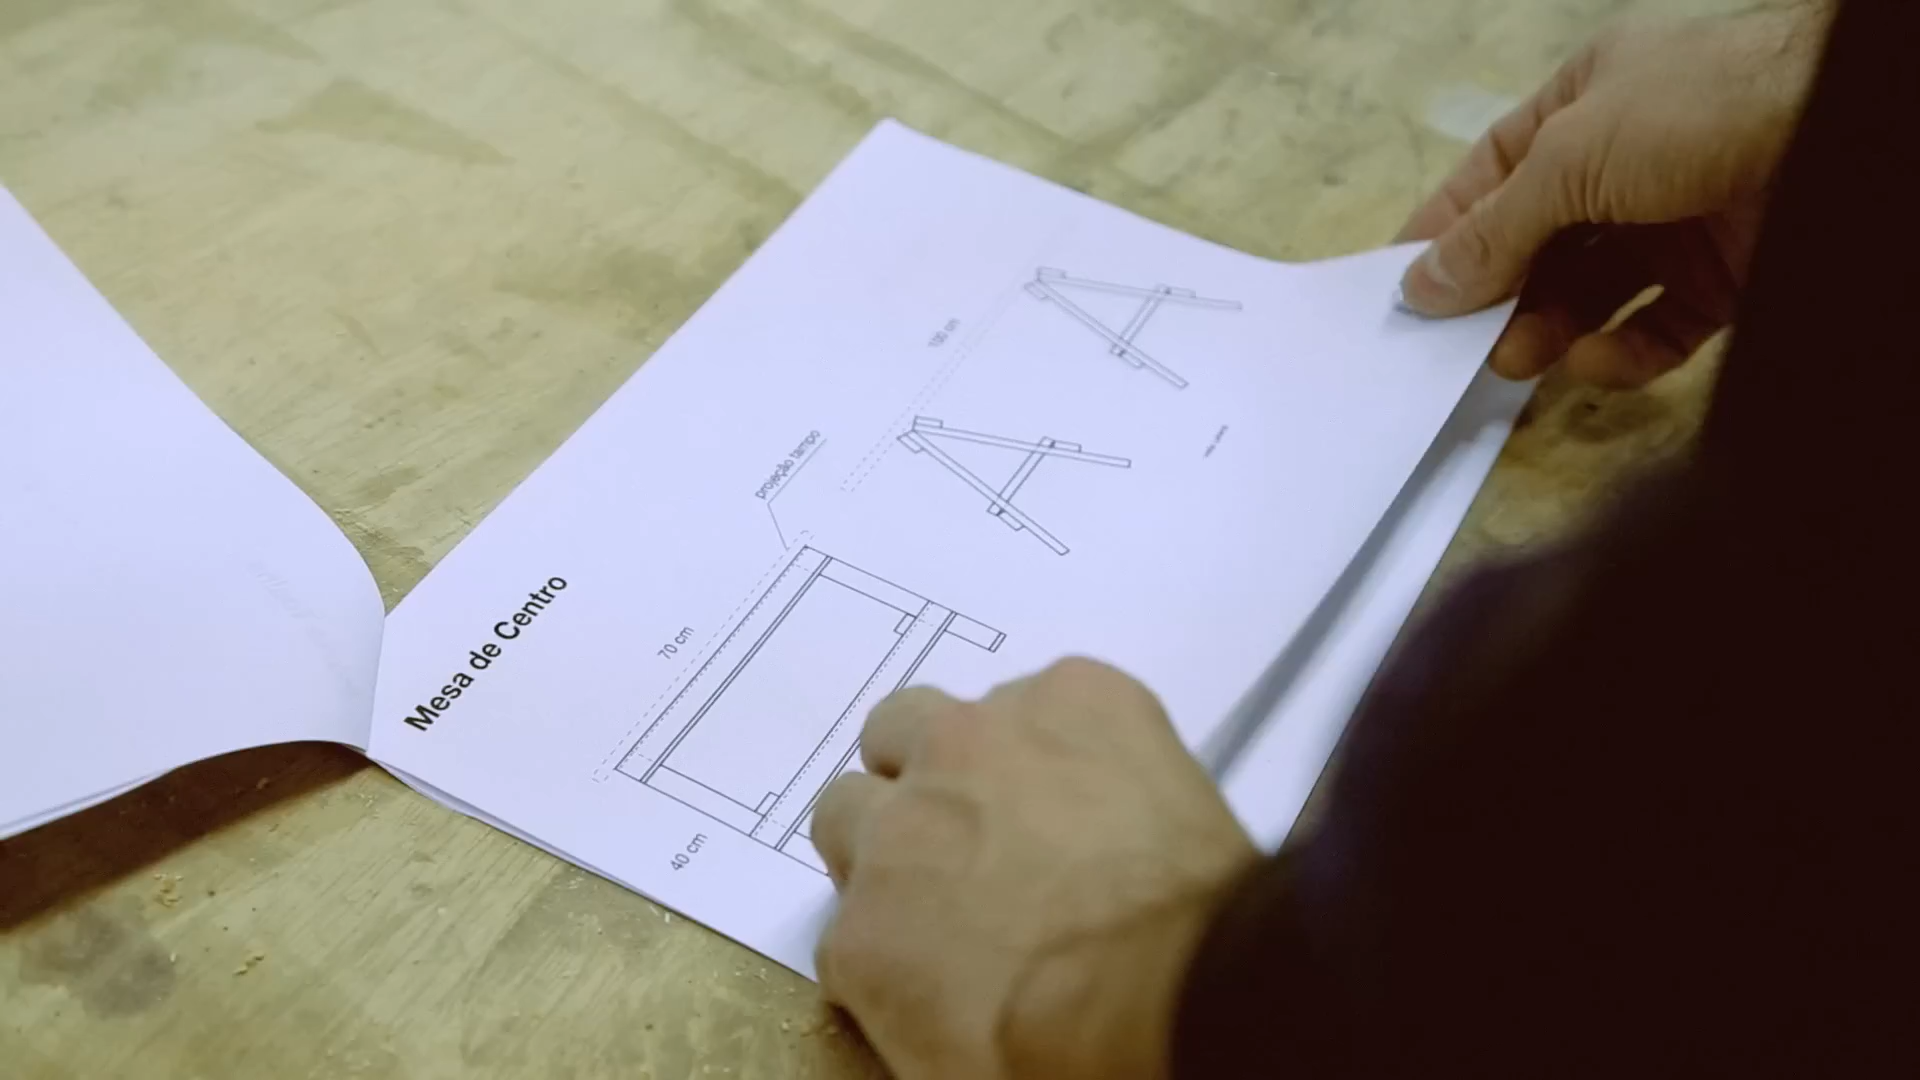 Mesa de Centro
projeção tampo
70 cm
40 cm
100 cm